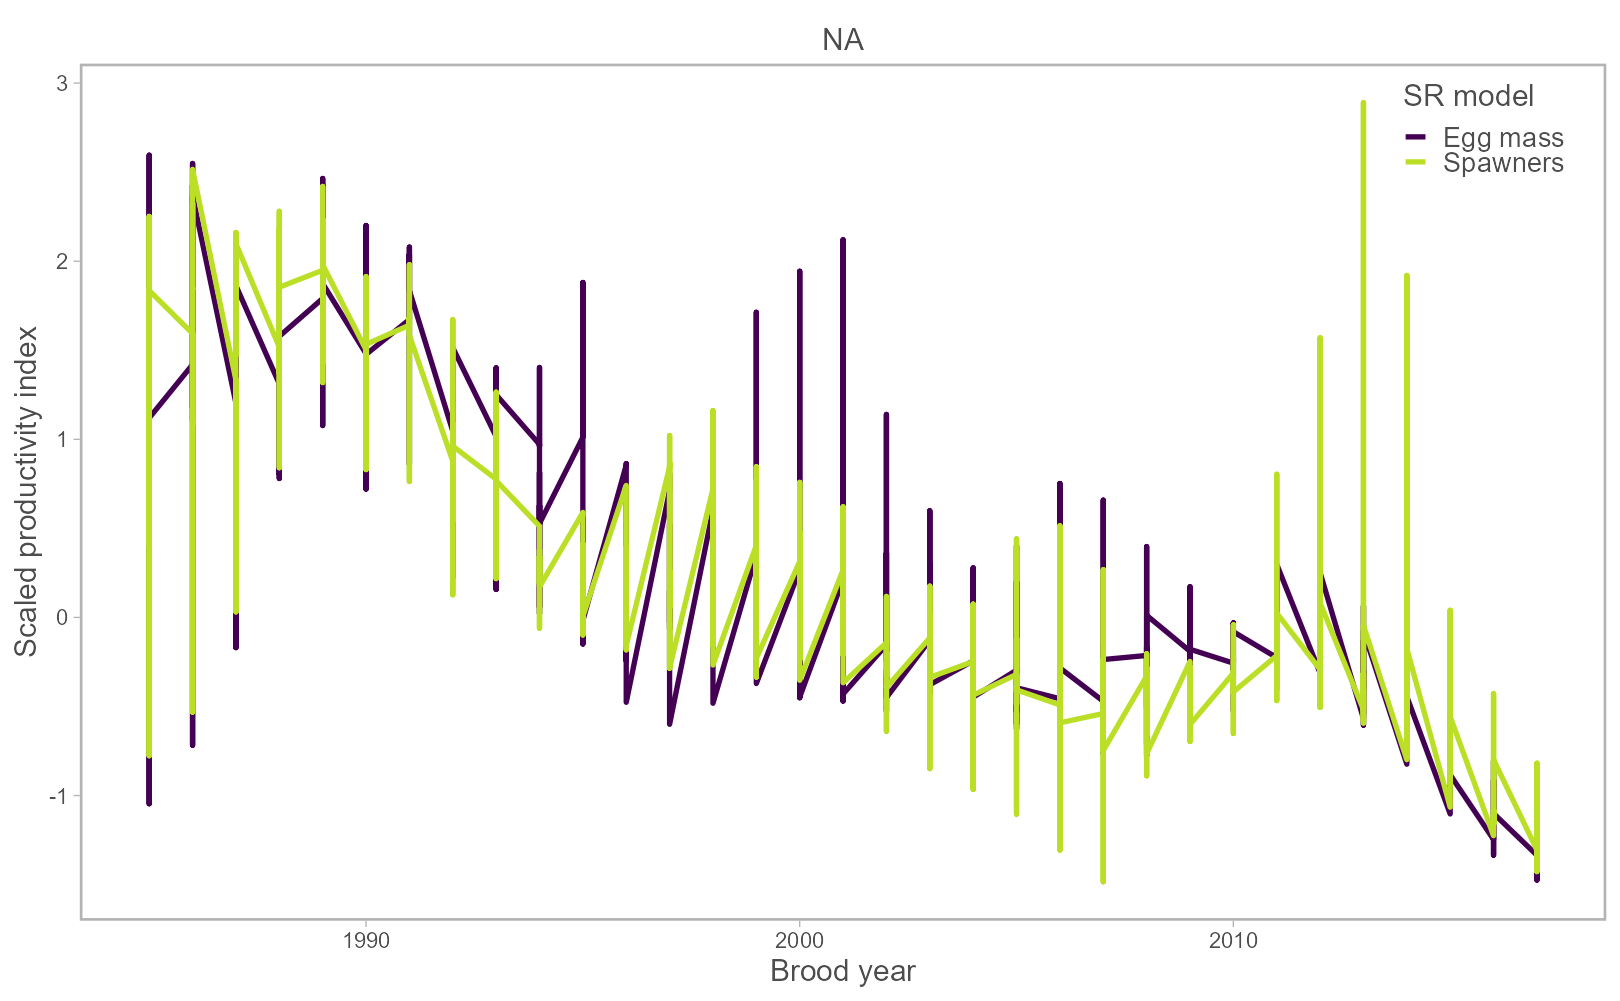 NA
Scaled productivity index
3
2
1
0
-1
SR model
Egg mass
Spawners
1990
2000
2010
Brood year